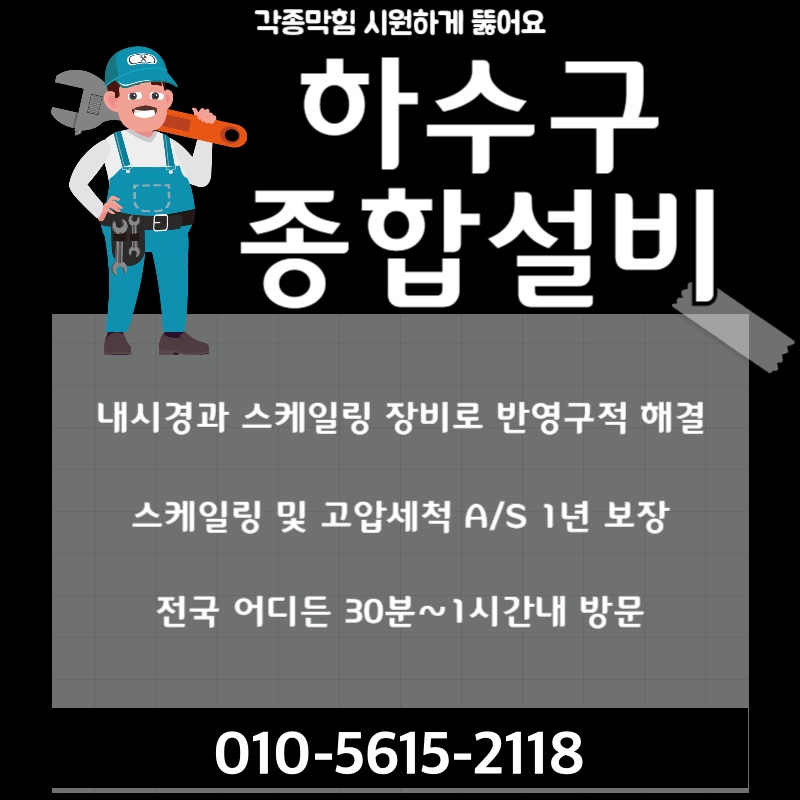 각종막힘 시원하게 뚫어요
하수구
종합설비
내시경과 스케일링 장비로 반영구적 해결
스케일링 및 고압세척 A/S 1년 보장
전국 어디든 30분~1시간내 방문
010-5615-2118